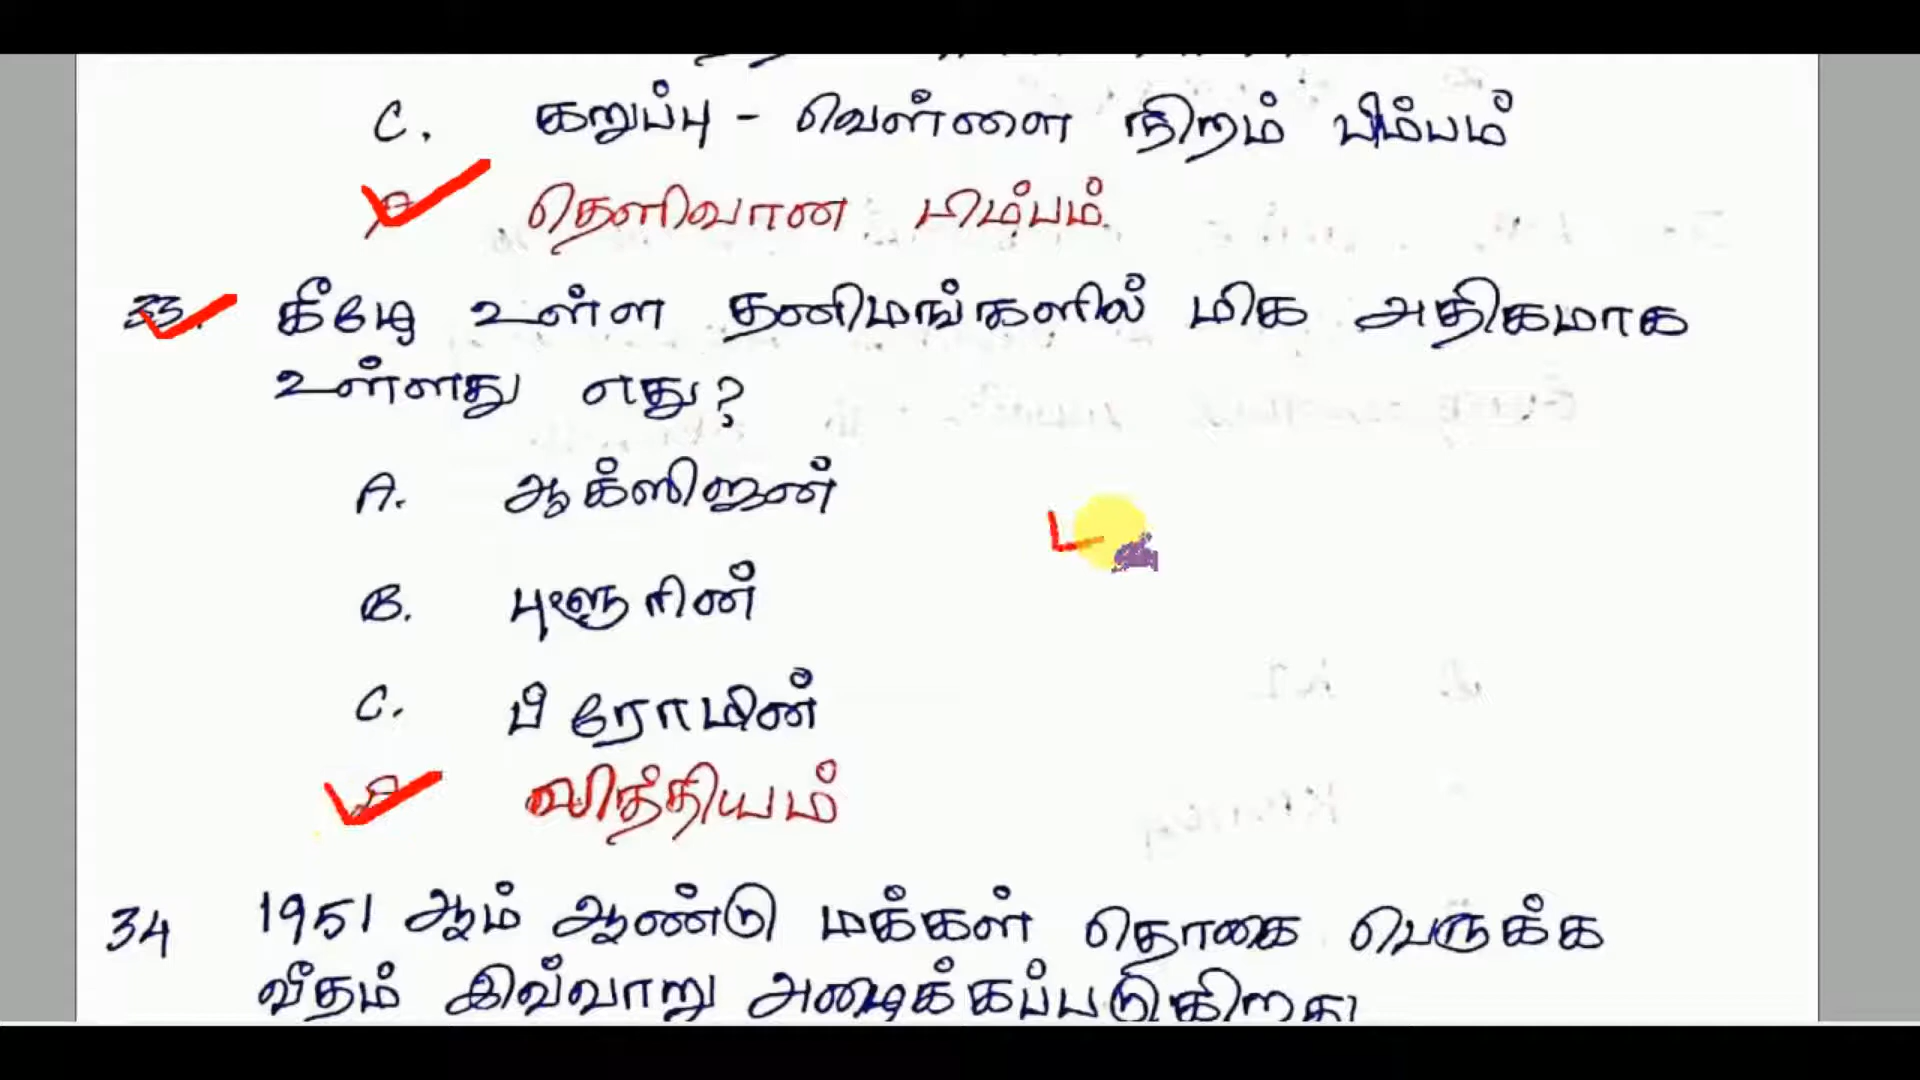 C. கறுப்பு - வெள்ளை நிறம் பிம்பம்
தெளிவான பிம்பம்.
33. கீழே உள்ள தனிமங்களில் மிக அதிகமாக
உள்ளது எது?
A. ஆக்ஸிஜன்
B. புளூரின்
C. பி ரோமின்
லித்தியம்
34 1951 ஆம் ஆண்டு மக்கள் தொகை பெருக்க
வீதம் இவ்வாறு அழைக்கப்படுகிறது